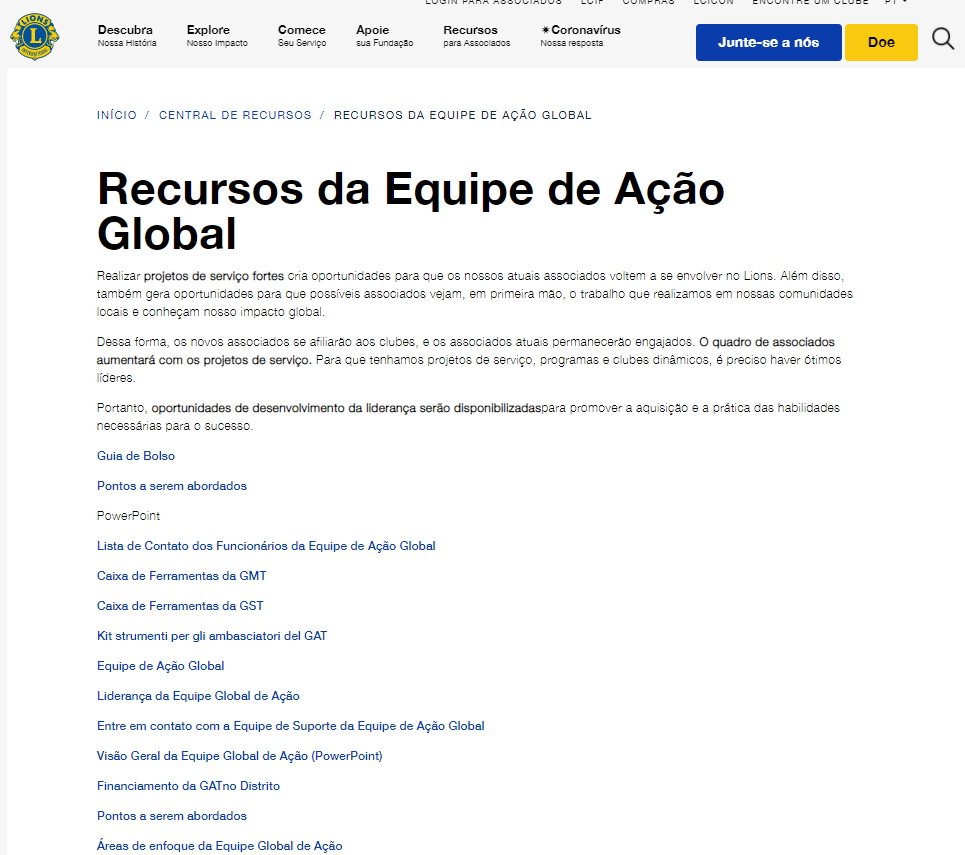 LOGIN PARA ASSOCIADOS LCIF COMPRAS LCICON ENCONTRE UM CLUBE PT
LIONS
L
INTERNATIONAL
Descubra Explore Comece Apoie Recursos ✴Coronavírus
Nossa História Nosso Impacto Seu Serviço sua Fundação para Associados Nossa resposta
Junte-se a nós Doe
INÍCIO / CENTRAL DE RECURSOS / RECURSOS DA EQUIPE DE AÇÃO GLOBAL
Recursos da Equipe de Ação
Global
Realizar projetos de serviço fortes cria oportunidades para que os nossos atuais associados voltem a se envolver no Lions. Além disso,
também gera oportunidades para que possíveis associados vejam, em primeira mão, o trabalho que realizamos em nossas comunidades
locais e conheçam nosso impacto global.
Dessa forma, os novos associados se afiliarão aos clubes, e os associados atuais permanecerão engajados. O quadro de associados
aumentará com os projetos de serviço. Para que tenhamos projetos de serviço, programas e clubes dinâmicos, é preciso haver ótimos
líderes.
Portanto, oportunidades de desenvolvimento da liderança serão disponibilizadaspara promover a aquisição e a prática das habilidades
necessárias para o sucesso.
Guia de Bolso
Pontos a serem abordados
PowerPoint
Lista de Contato dos Funcionários da Equipe de Ação Global
Caixa de Ferramentas da GMT
Caixa de Ferramentas da GST
Kit strumenti per gli ambasciatori del GAT
Equipe de Ação Global
Liderança da Equipe Global de Ação
Entre em contato com a Equipe de Suporte da Equipe de Ação Global
Visão Geral da Equipe Global de Ação (PowerPoint)
Financiamento da GATno Distrito
Pontos a serem abordados
Áreas de enfoque da Equipe Global de Ação